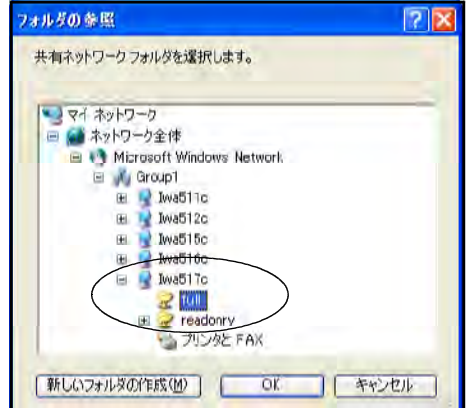 フォルダの参照
共有ネットワーク フォルダを選択します。
マイ ネットワーク
ネットワーク全体
Microsoft Windows Network
Group1
Iwa511c
Iwa512c
Iwa515c
Iwa516c
Iwa517c
full
readonry
プリンタと FAX
新しいフォルダの作成(M)
OK
キャンセル